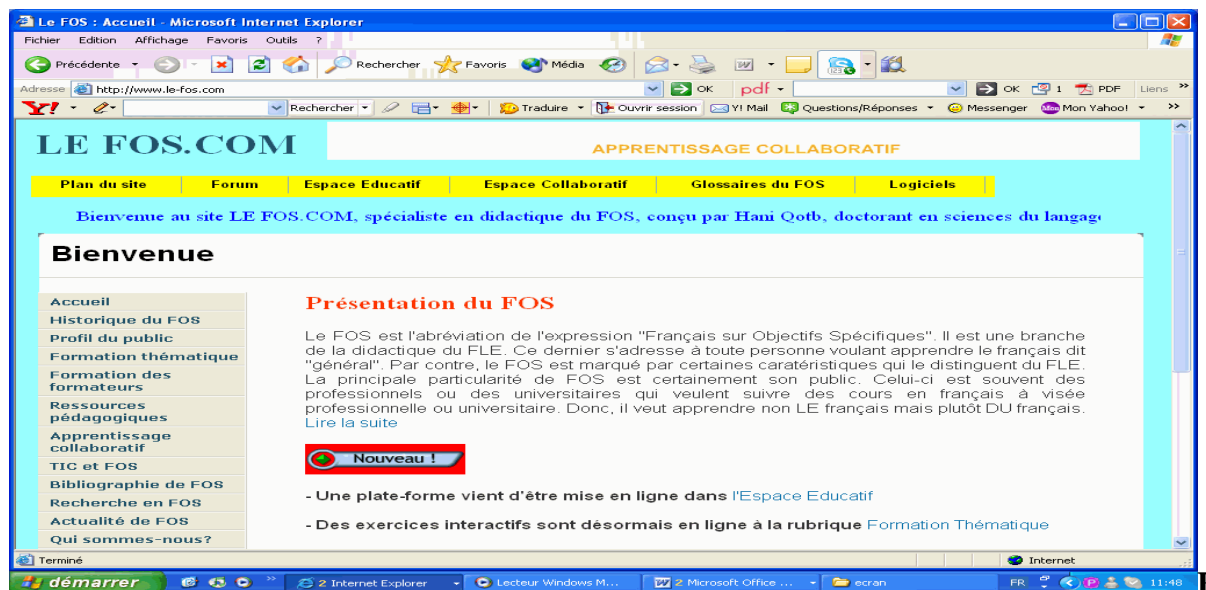 Le FOS : Accueil - Microsoft Internet Explorer
Fichier Edition Affichage Favoris Outils ?
Précédente Rechercher Favoris Média
Adresse http://www.le-fos.com OK pdf OK 1 PDF Liens »
Y! Rechercher Traduire Ouvrir session Y! Mail Questions/Réponses Messenger Mon Yahoo! »
LE FOS.COM
APPRENTISSAGE COLLABORATIF
Plan du site Forum Espace Educatif Espace Collaboratif Glossaires du FOS Logiciels
Bienvenue au site LE FOS.COM, spécialiste en didactique du FOS, conçu par Hani Qotb, doctorant en sciences du langage
Bienvenue
Accueil
Historique du FOS
Profil du public
Formation thématique
Formation des
formateurs
Ressources
pédagogiques
Apprentissage
collaboratif
TIC et FOS
Bibliographie de FOS
Recherche en FOS
Actualité de FOS
Qui sommes-nous?
Présentation du FOS
Le FOS est l'abréviation de l'expression "Français sur Objectifs Spécifiques". Il est une branche
de la didactique du FLE. Ce dernier s'adresse à toute personne voulant apprendre le français dit
"général". Par contre, le FOS est marqué par certaines caratéristiques qui le distinguent du FLE.
La principale particularité de FOS est certainement son public. Celui-ci est souvent des
professionnels ou des universitaires qui veulent suivre des cours en français à visée
professionnelle ou universitaire. Donc, il veut apprendre non LE français mais plutôt DU français.
Lire la suite
Nouveau !
- Une plate-forme vient d'être mise en ligne dans l'Espace Educatif
- Des exercices interactifs sont désormais en ligne à la rubrique Formation Thématique
Terminé Internet
démarrer » 2 Internet Explorer Lecteur Windows M... 2 Microsoft Office ... ecran FR 11:48